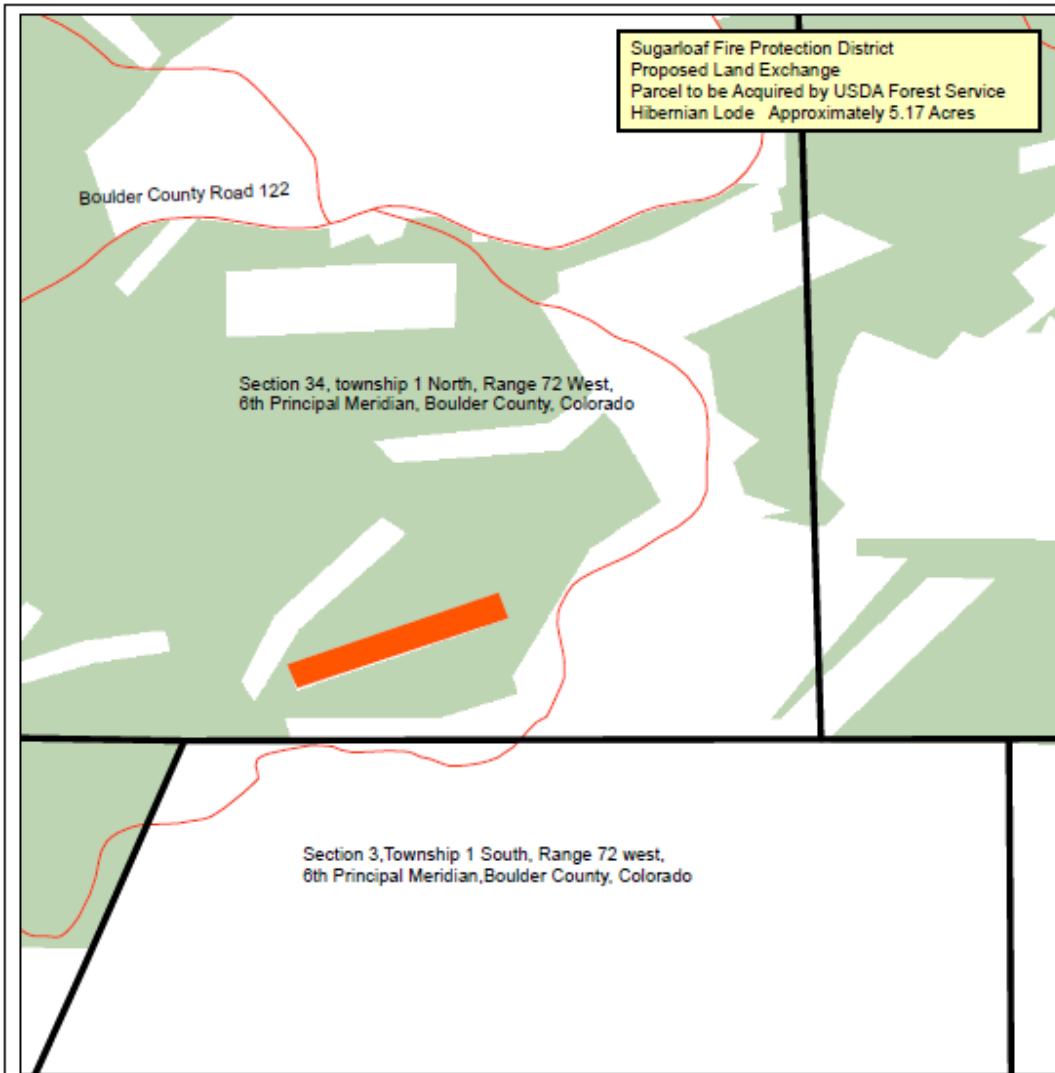 Sugarloaf Fire Protection District
Proposed Land Exchange
Parcel to be Acquired by USDA Forest Service
Hibernian Lode Approximately 5.17 Acres
Boulder County Road 122
Section 34, township 1 North, Range 72 West,
6th Principal Meridian, Boulder County, Colorado
Section 3,Township 1 South, Range 72 west,
6th Principal Meridian,Boulder County, Colorado